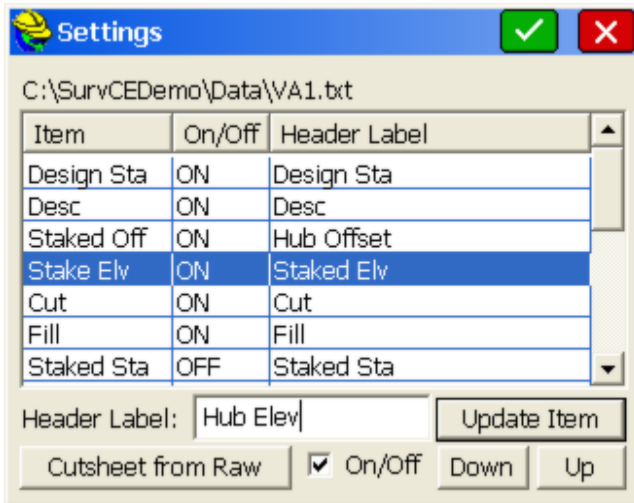 Settings
C:\SurvCEDemo\Data\VA1.txt
Item On/Off Header Label
Design Sta ON Design Sta
Desc ON Desc
Staked Off ON Hub Offset
Stake Elv ON Staked Elv
Cut ON Cut
Fill ON Fill
Staked Sta OFF Staked Sta
Header Label: Hub Elev Update Item
Cutsheet from Raw On/Off Down Up